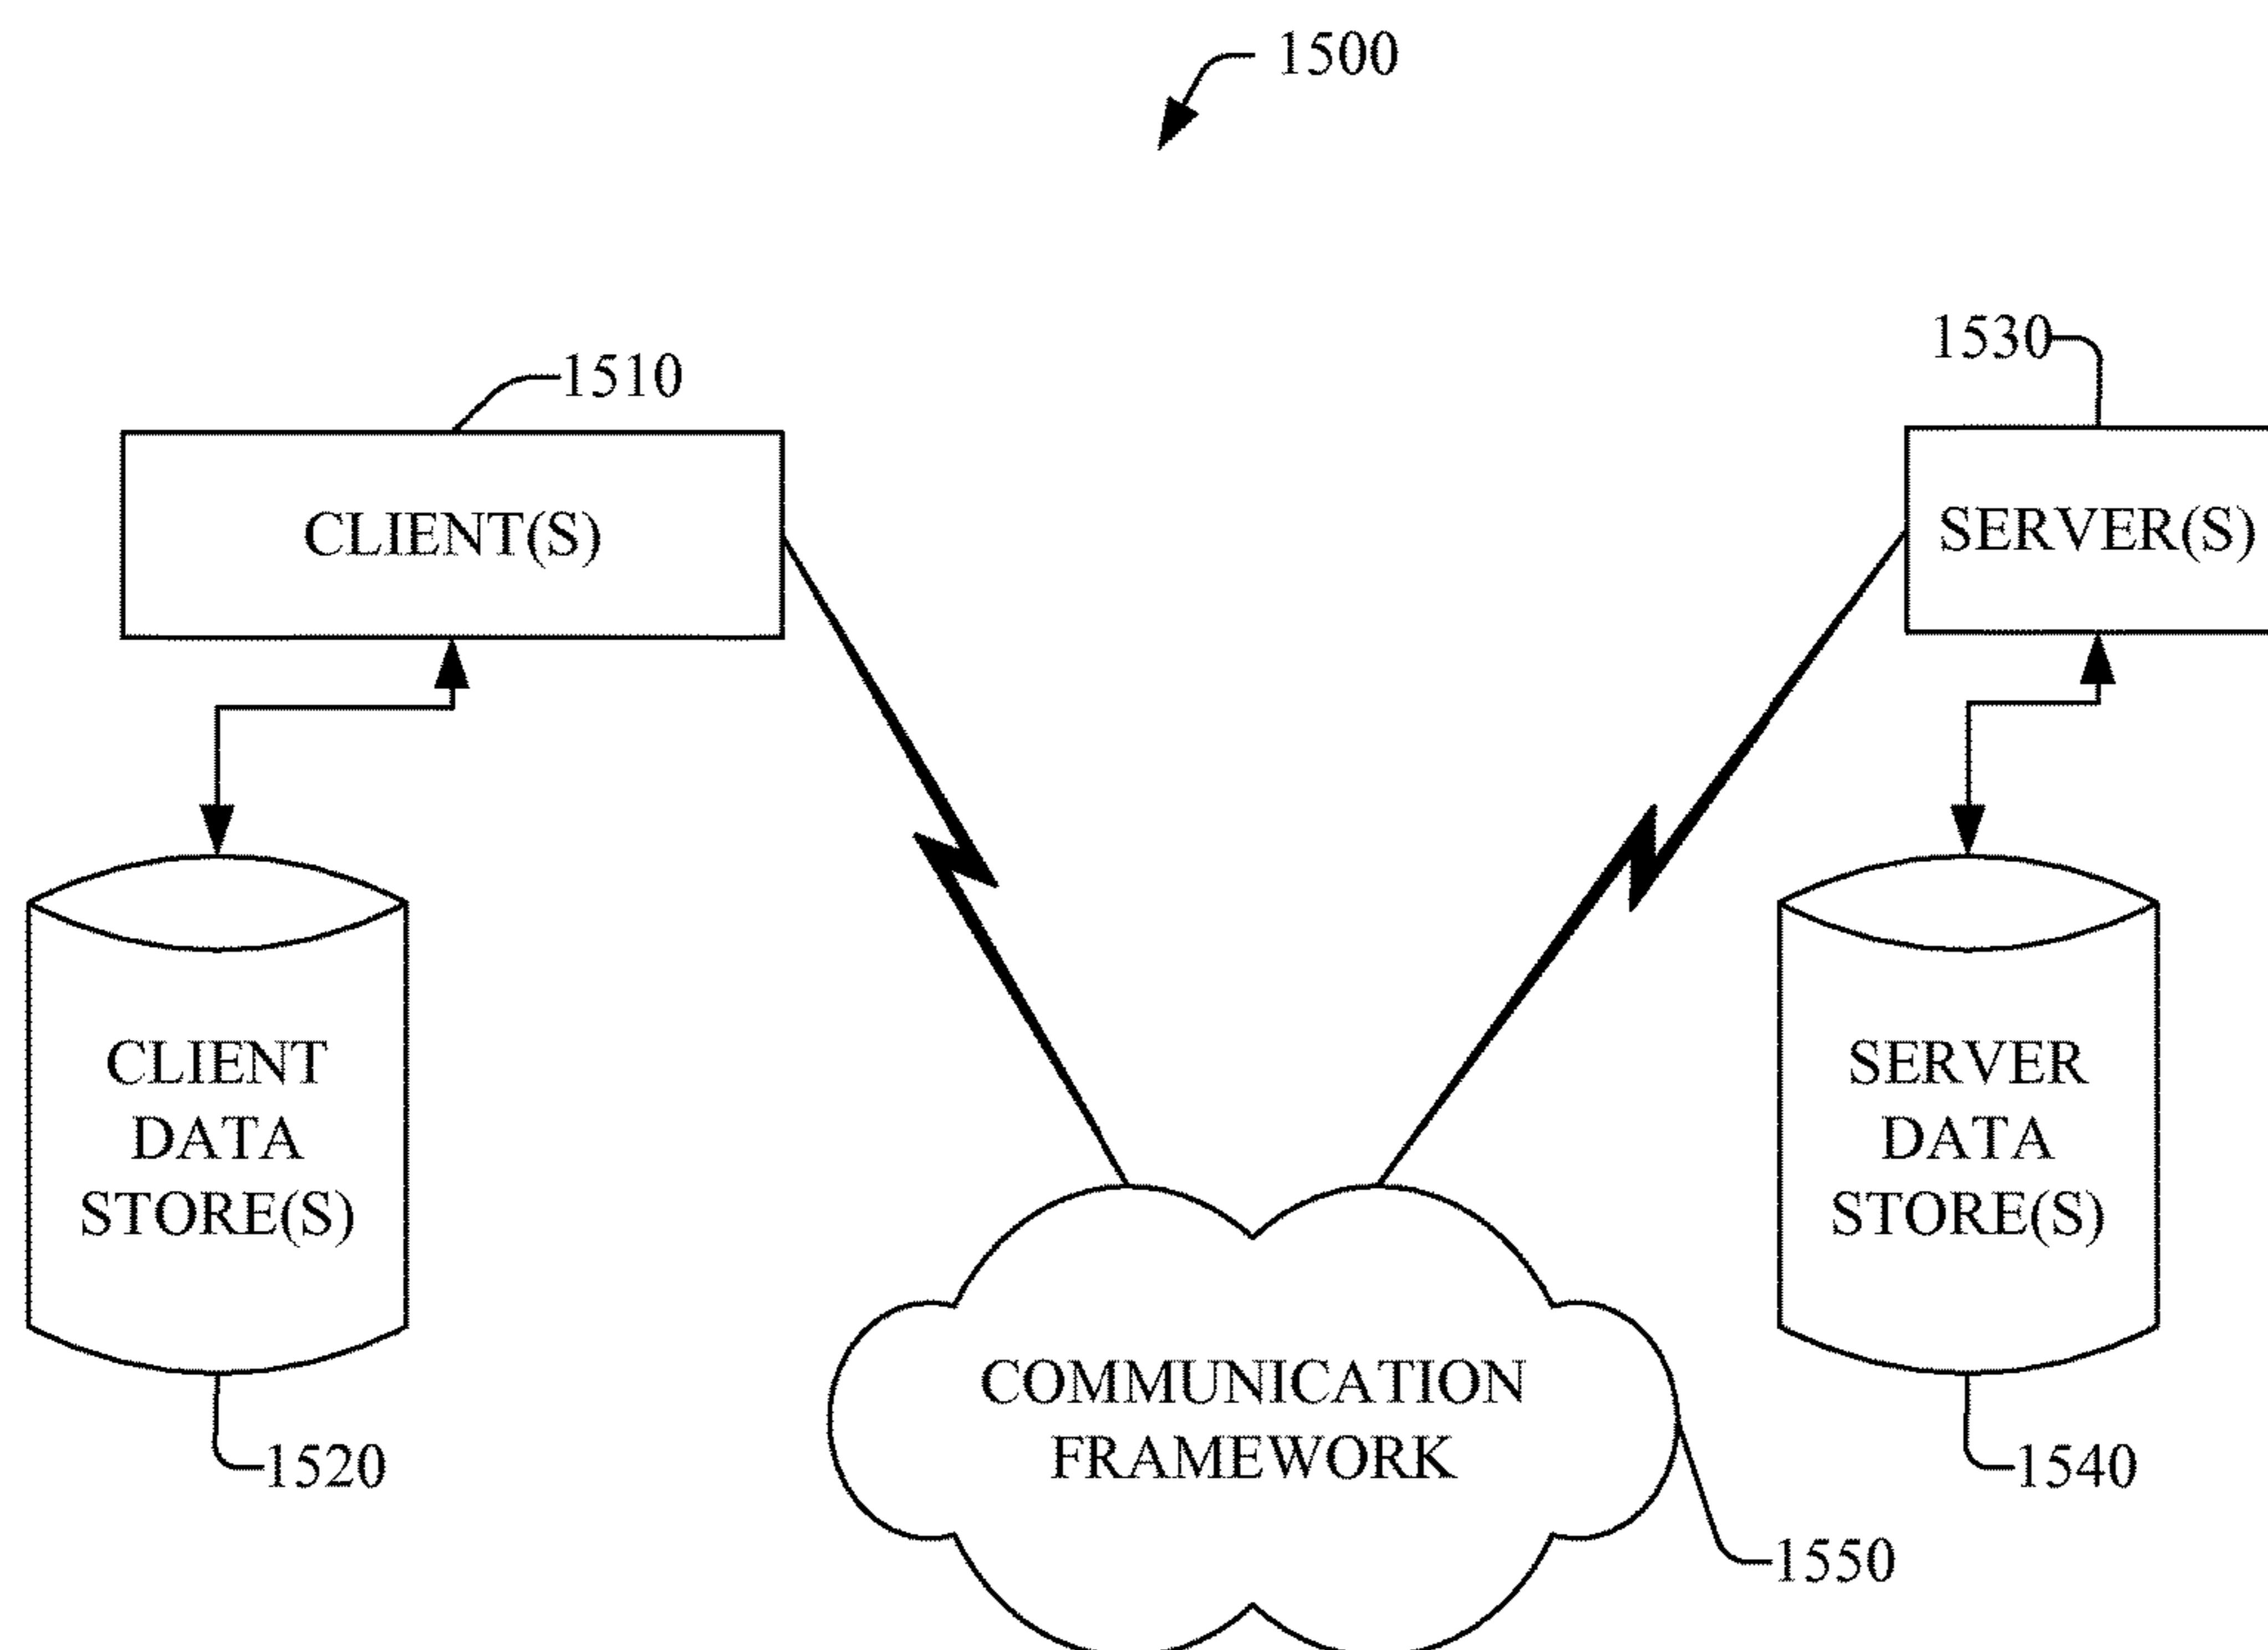 1500
1530
1510
CLIENT(S)
SERVER(S)
CLIENT
DATA
STORE(S)
SERVER
DATA
STORE(S)
COMMUNICATION
FRAMEWORK
1520
1540
1550